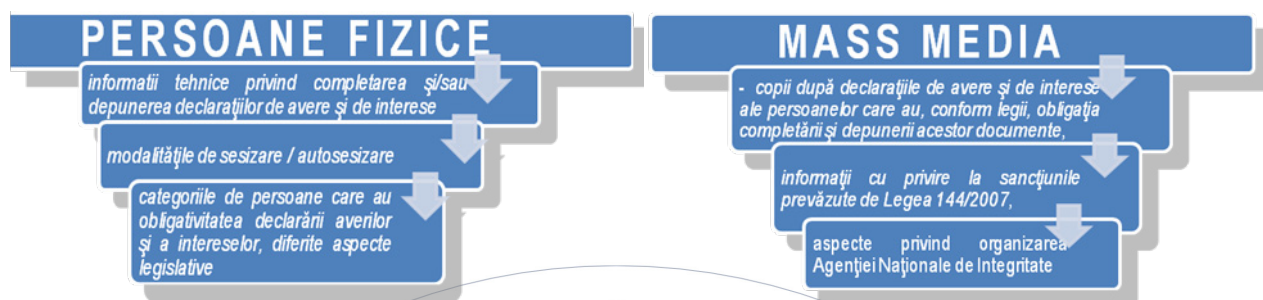 PERSOANE FIZICE
informatii tehnice privind completarea şi/sau
depunerea declaraţiilor de avere şi de interese
modalităţile de sesizare / autosesizare
categoriile de persoane care au
obligativitatea declarării averilor
şi a intereselor, diferite aspecte
legislative
MASS MEDIA
- copii după declaraţiile de avere şi de interese
ale persoanelor care au, conform legii, obligaţia
completării şi depunerii acestor documente,
informaţii cu privire la sancţiunile
prevăzute de Legea 144/2007,
aspecte privind organizarea
Agenţiei Naţionale de Integritate